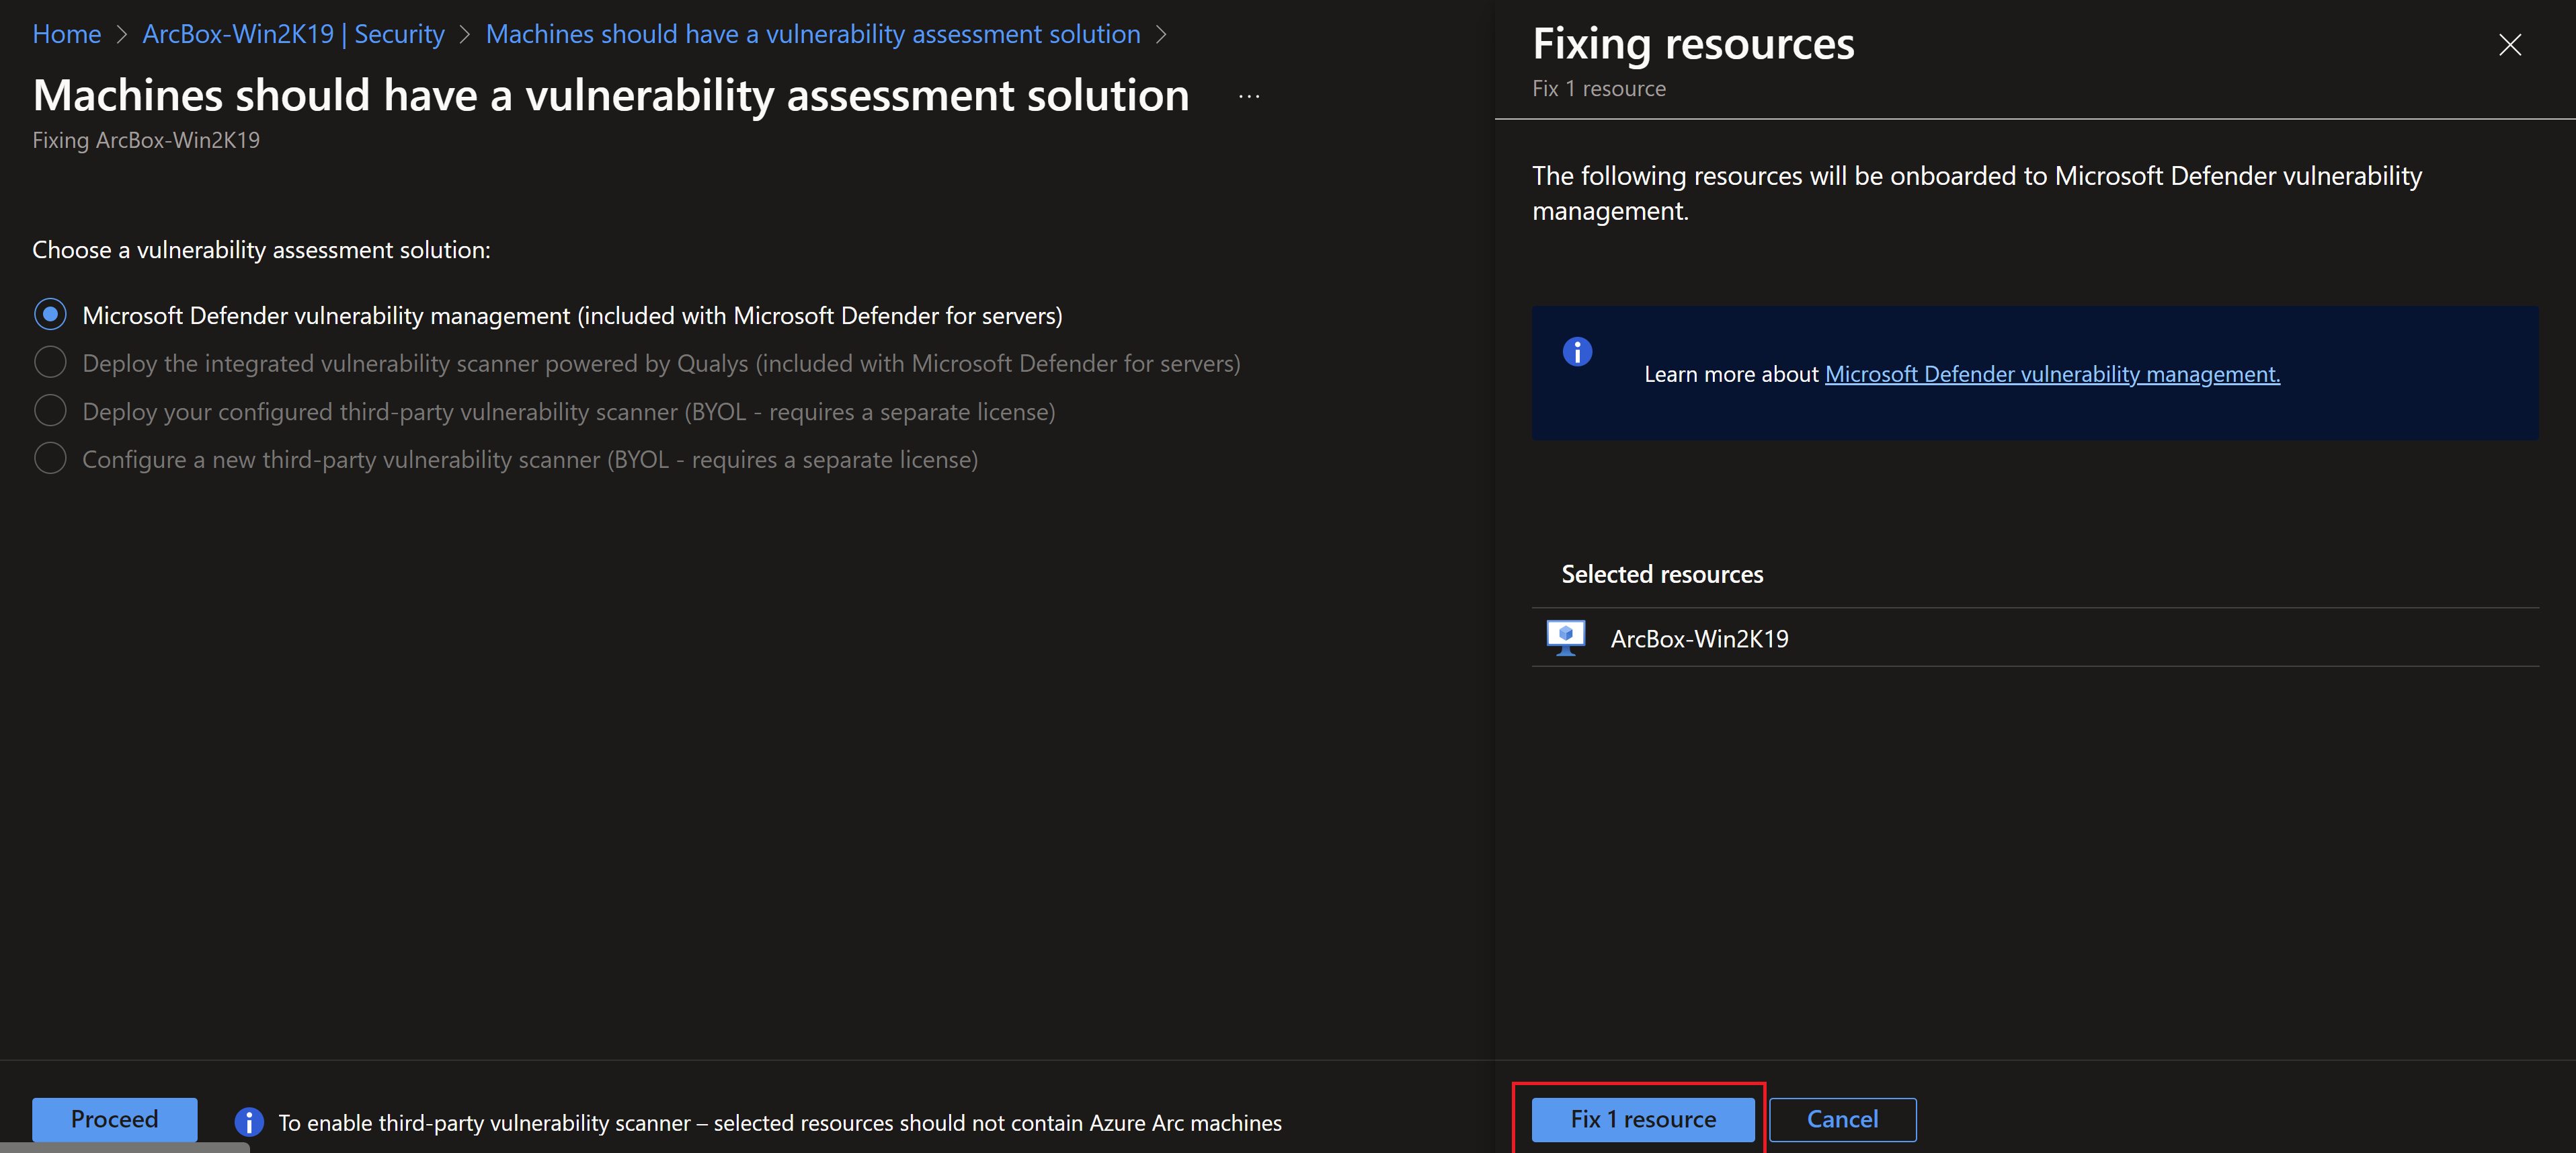 Home > ArcBox-Win2K19 | Security > Machines should have a vulnerability assessment solution >
Machines should have a vulnerability assessment solution ...
Fixing ArcBox-Win2K19
Choose a vulnerability assessment solution:
Microsoft Defender vulnerability management (included with Microsoft Defender for servers)
Deploy the integrated vulnerability scanner powered by Qualys (included with Microsoft Defender for servers)
Deploy your configured third-party vulnerability scanner (BYOL - requires a separate license)
Configure a new third-party vulnerability scanner (BYOL - requires a separate license)
Proceed
To enable third-party vulnerability scanner – selected resources should not contain Azure Arc machines
Fixing resources
Fix 1 resource
The following resources will be onboarded to Microsoft Defender vulnerability
management.
Learn more about Microsoft Defender vulnerability management.
Selected resources
ArcBox-Win2K19
Fix 1 resource
Cancel